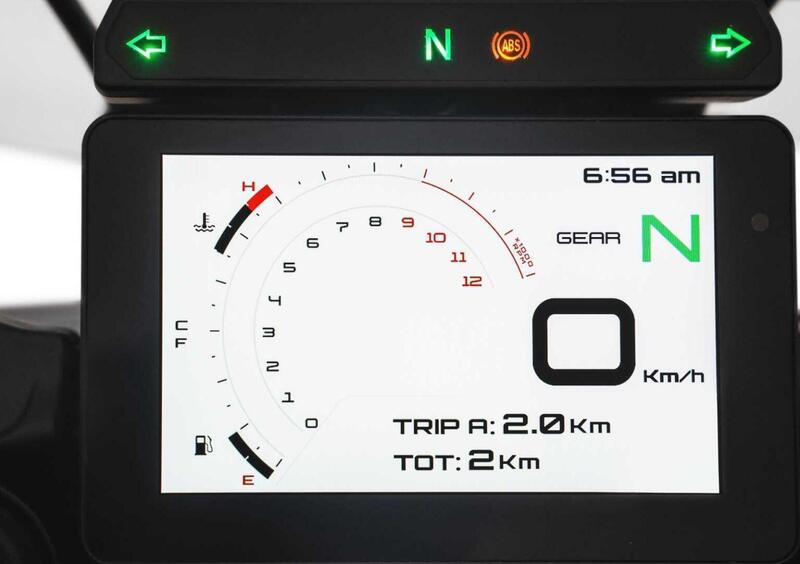 N ABS
6:56 am
H
GEAR N
x1000 RPM
0 1 2 3 4 5 6 7 8 9 10 11 12
C
F
0 Km/h
TRIP A: 2.0 Km
TOT: 2 Km
E